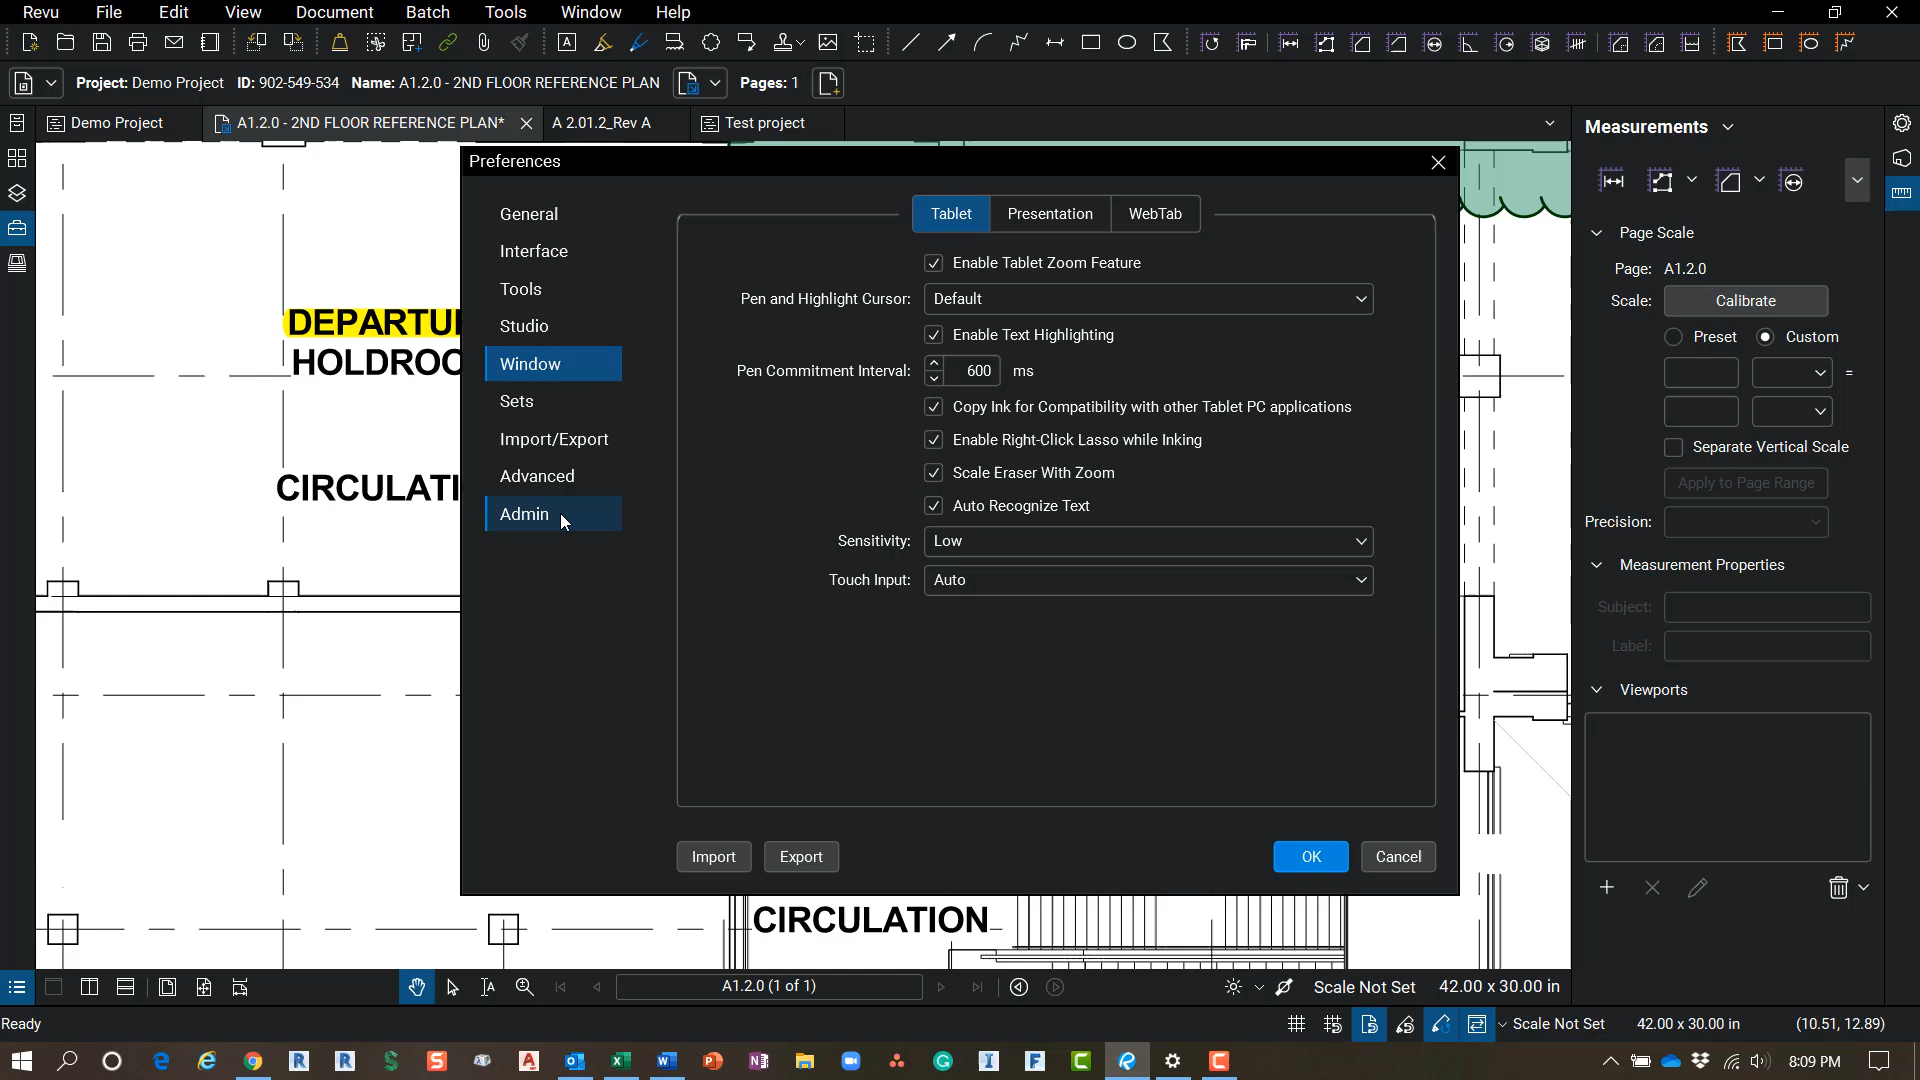 Revu File Edit View Document Batch Tools Window Help
Project: Demo Project ID: 902-549-534 Name: A1.2.0 - 2ND FLOOR REFERENCE PLAN Pages: 1
Demo Project
A1.2.0 - 2ND FLOOR REFERENCE PLAN*
A 2.01.2_Rev A
Test project
DEPARTU
HOLDROO
CIRCULATI
CIRCULATION
Preferences
General
Interface
Tools
Studio
Window
Sets
Import/Export
Advanced
Admin
Tablet Presentation WebTab
Enable Tablet Zoom Feature
Pen and Highlight Cursor: Default
Enable Text Highlighting
Pen Commitment Interval: 600 ms
Copy Ink for Compatibility with other Tablet PC applications
Enable Right-Click Lasso while Inking
Scale Eraser With Zoom
Auto Recognize Text
Sensitivity: Low
Touch Input: Auto
Import Export OK Cancel
Measurements
Page Scale
Page: A1.2.0
Scale: Calibrate
Preset Custom
=
Separate Vertical Scale
Apply to Page Range
Precision:
Measurement Properties
Subject:
Label:
Viewports
A1.2.0 (1 of 1)
Scale Not Set 42.00 x 30.00 in
Ready
Scale Not Set 42.00 x 30.00 in (10.51, 12.89)
8:09 PM